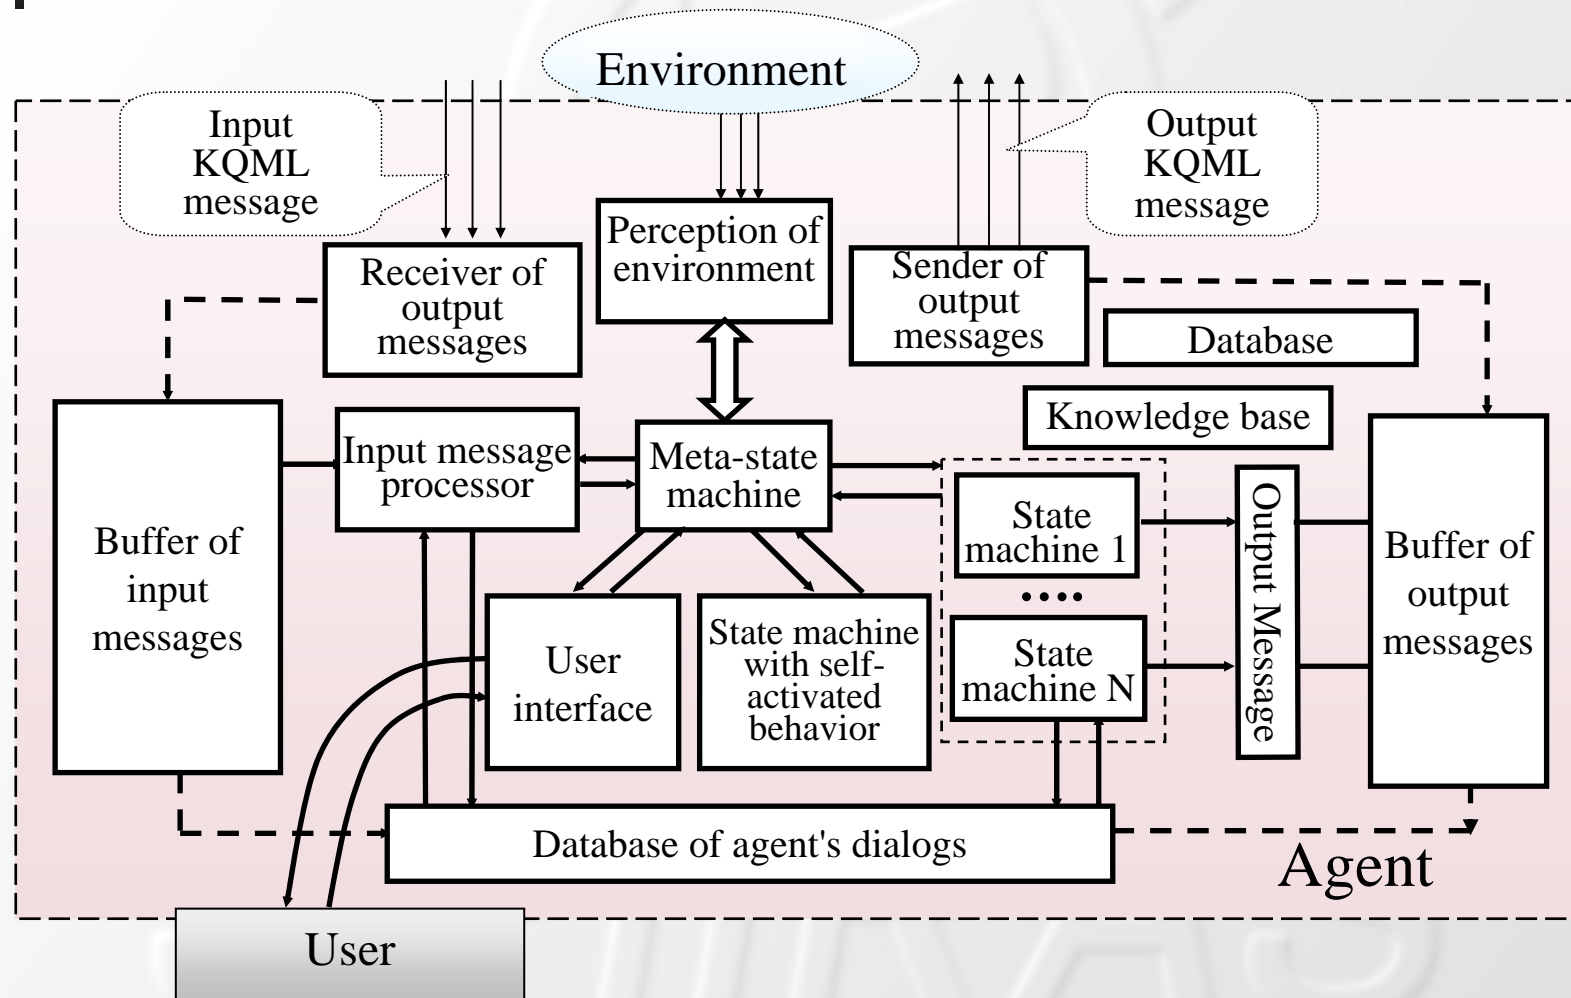 Environment
Input
KQML
message
Output
KQML
message
Perception of
environment
Receiver of
output
messages
Sender of
output
messages
Database
Knowledge base
Input message
processor
Meta-state
machine
State
machine 1
Output Message
Buffer of
input
messages
Buffer of
output
messages
User
interface
State machine
with self-
activated
behavior
State
machine N
Database of agent's dialogs
Agent
User